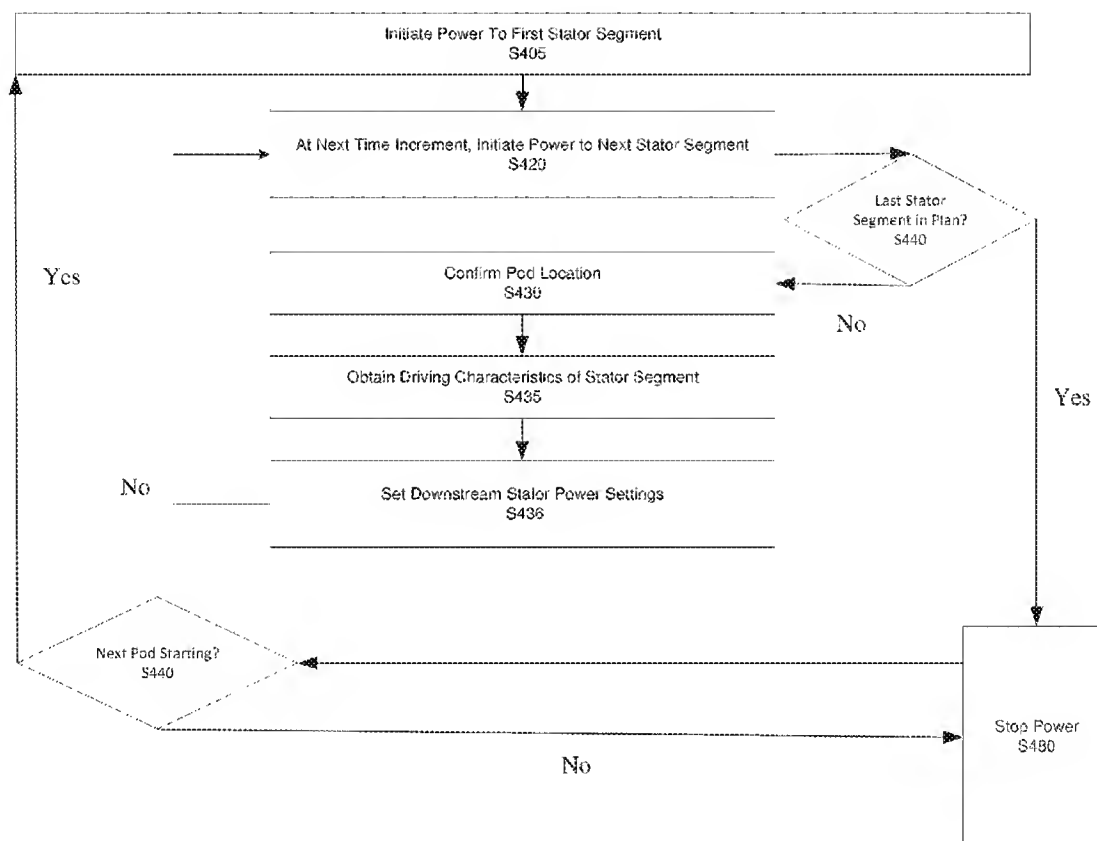 Initiate Power To First Stator Segment
S405
At Next Time Increment, Initiate Power to Next Stator Segment
S420
Last Stator
Segment in Plan?
S440
Yes
Confirm Pod Location
S430
No
Obtain Driving Characteristics of Stator Segment
S435
Yes
No
Set Downstream Stator Power Settings
S436
Next Pod Starting?
S440
Stop Power
S480
No